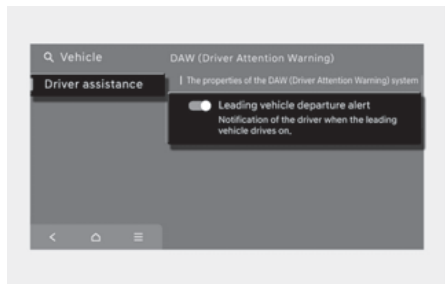 Vehicle
DAW (Driver Attention Warning)
Driver assistance
The properties of the DAW (Driver Attention Warning) system
Leading vehicle departure alert
Notification of the driver when the leading
vehicle drives on.